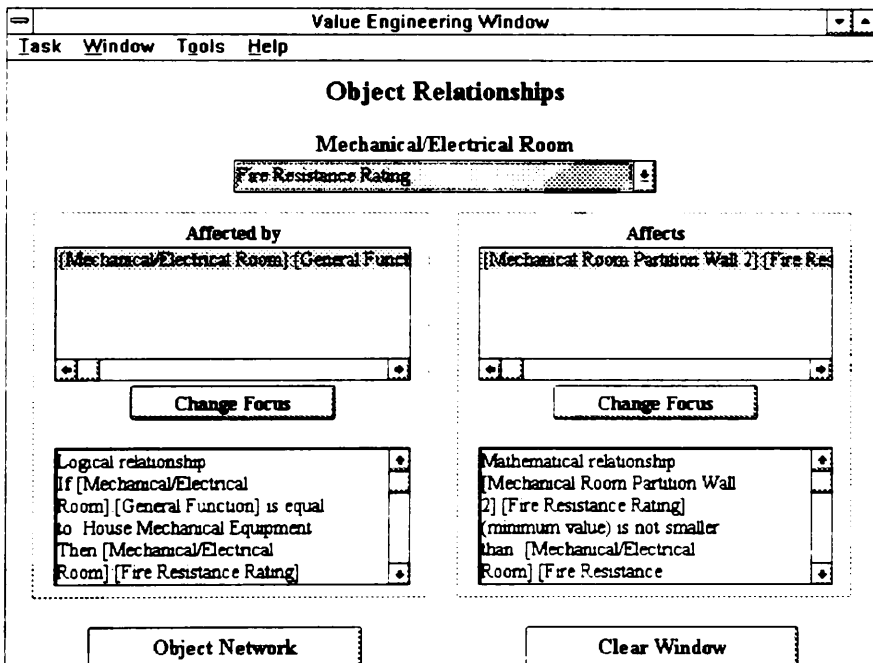 Value Engineering Window
Task Window Tools Help
Object Relationships
Mechanical/Electrical Room
Fire Resistance Rating
Affected by
[Mechanical/Electrical Room]:[General Funct
Change Focus
Logical relationship
If [Mechanical/Electrical
Room]:[General Function] is equal
to House Mechanical Equipment
Then [Mechanical/Electrical
Room]:[Fire Resistance Rating]
Affects
[Mechanical Room Partition Wall 2]:[Fire Res
Change Focus
Mathematical relationship
[Mechanical Room Partition Wall
2]:[Fire Resistance Rating]
(minimum value) is not smaller
than [Mechanical/Electrical
Room]:[Fire Resistance
Object Network
Clear Window